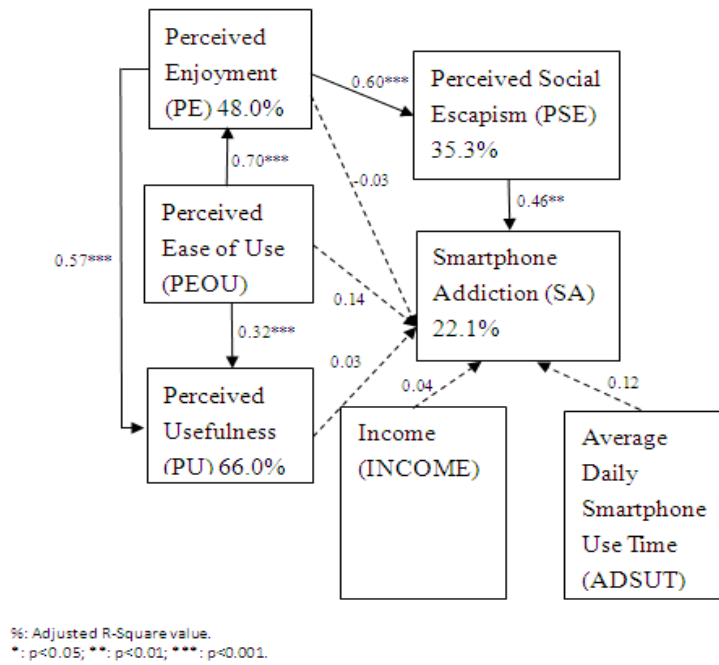 Perceived
Enjoyment
(PE) 48.0%
0.60***
Perceived Social
Escapism (PSE)
35.3%
0.70***
-0.03
0.46**
Perceived
Ease of Use
(PEOU)
0.57***
0.14
Smartphone
Addiction (SA)
22.1%
0.32***
0.03
0.04
0.12
Perceived
Usefulness
(PU) 66.0%
Income
(INCOME)
Average
Daily
Smartphone
Use Time
(ADSUT)
%: Adjusted R-Square value.
*: p<0.05; **: p<0.01; ***: p<0.001.